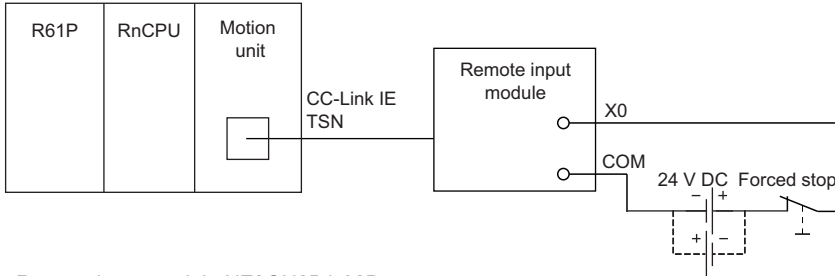 R61P
RnCPU
Motion
unit
CC-Link IE
TSN
Remote input
module
X0
COM
24 V DC
Forced stop
− +
+ −